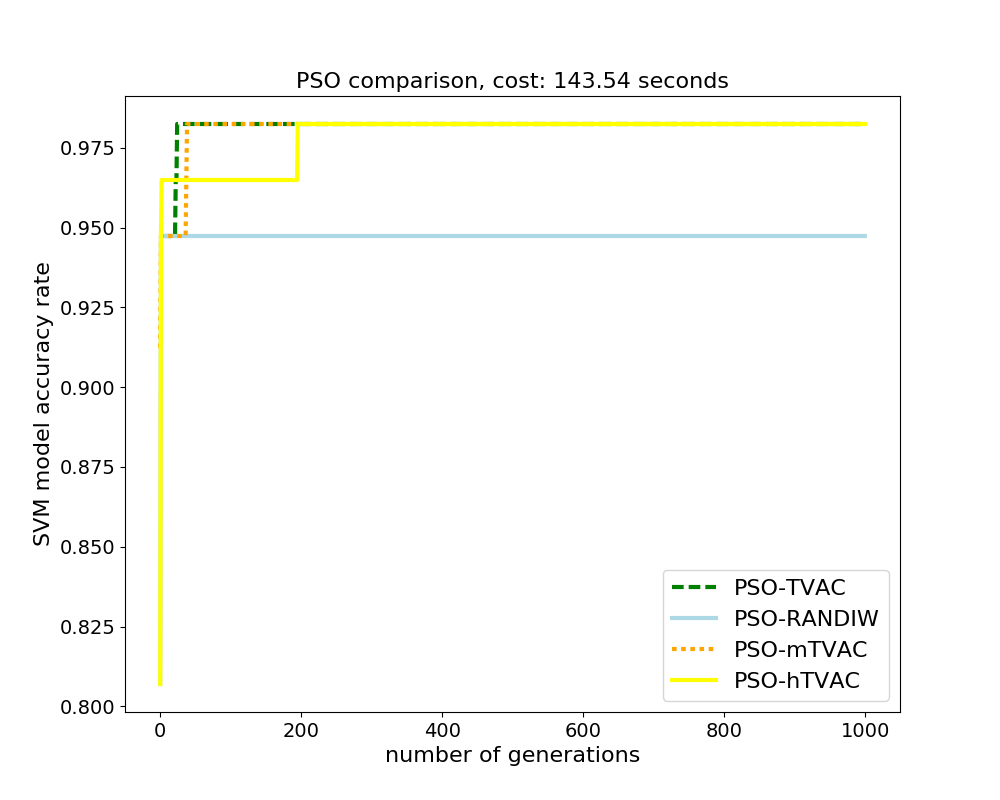 PSO comparison, cost: 143.54 seconds
SVM model accuracy rate
0.975
0.950
0.925
0.900
0.875
0.850
0.825
0.800
PSO-TVAC
PSO-RANDIW
PSO-mTVAC
PSO-hTVAC
0 200 400 600 800 1000
number of generations